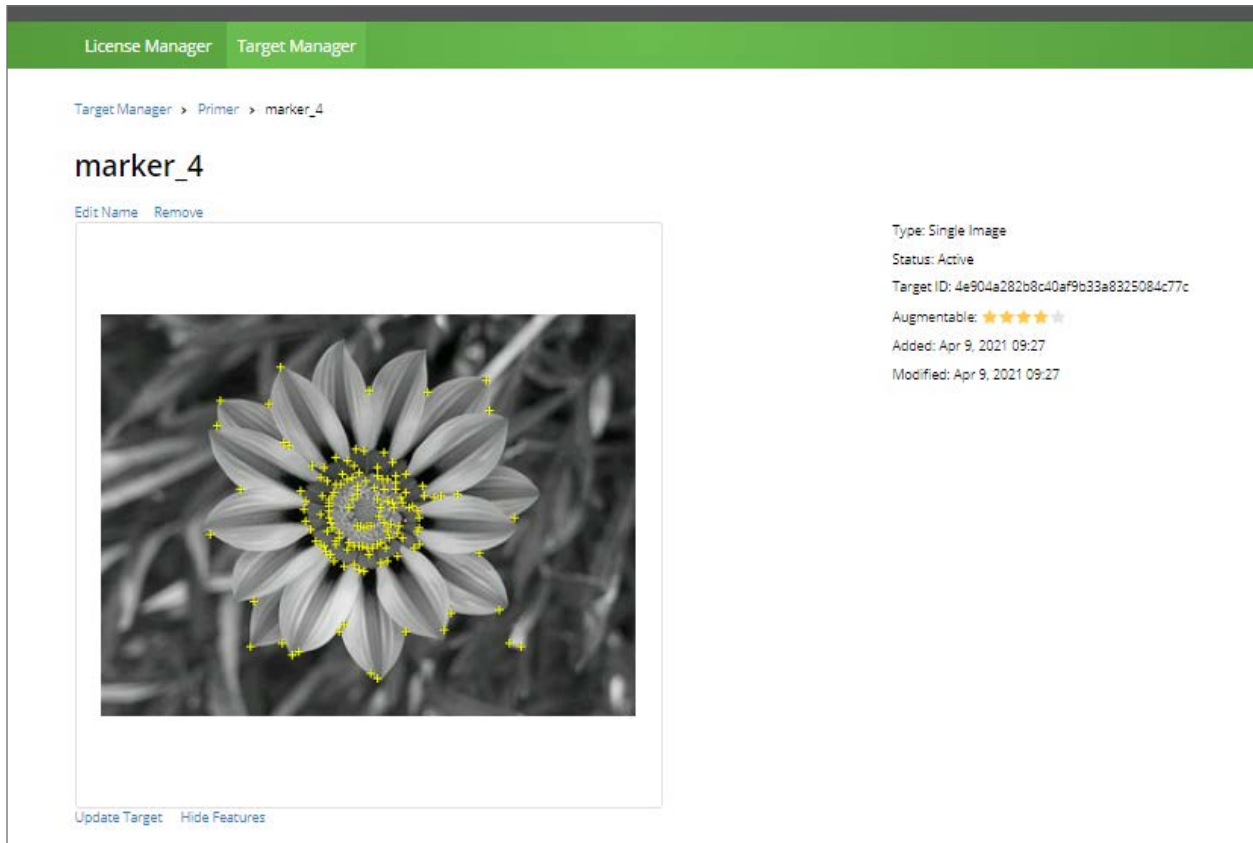 License Manager Target Manager
Target Manager > Primer > marker_4
marker_4
Edit Name Remove
Type: Single Image
Status: Active
Target ID: 4e904a282b8c40af9b33a8325084c77c
Augmentable:
Added: Apr 9, 2021 09:27
Modified: Apr 9, 2021 09:27
Update Target Hide Features